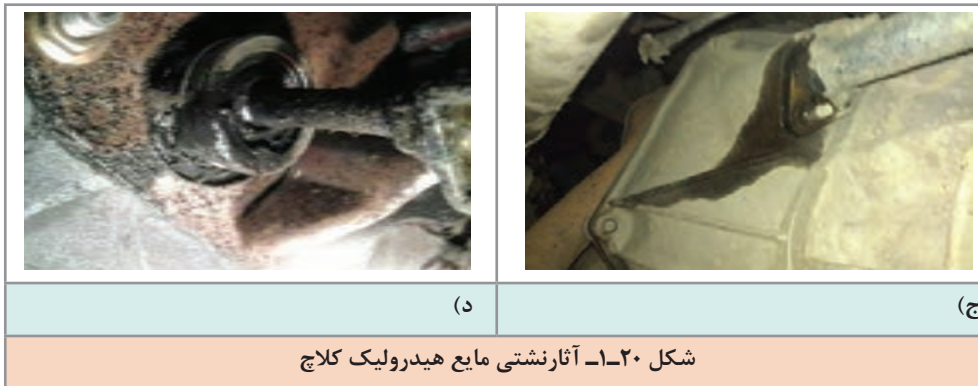 ج)
د)
شکل ۲۰ـ۱ـ آثارنشتی مایع هیدرولیک کلاچ